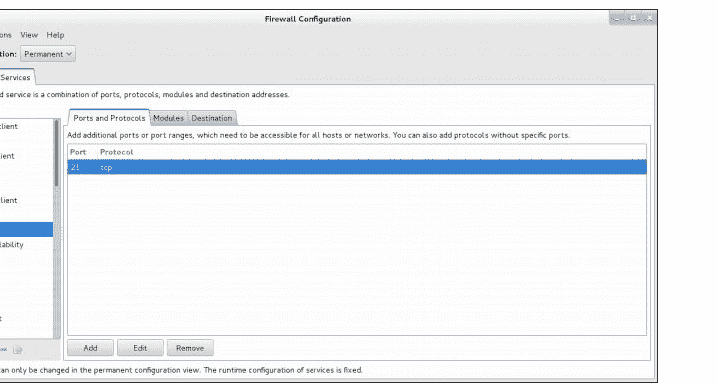 Firewall Configuration
ons View Help
tion: Permanent
Services
d service is a combination of ports, protocols, modules and destination addresses.
Ports and Protocols Modules Destination
client
Add additional ports or port ranges, which need to be accessible for all hosts or networks. You can also add protocols without specific ports.
Port Protocol
ient
21 tcp
lient
ability
t
Add Edit Remove
an only be changed in the permanent configuration view. The runtime configuration of services is fixed.